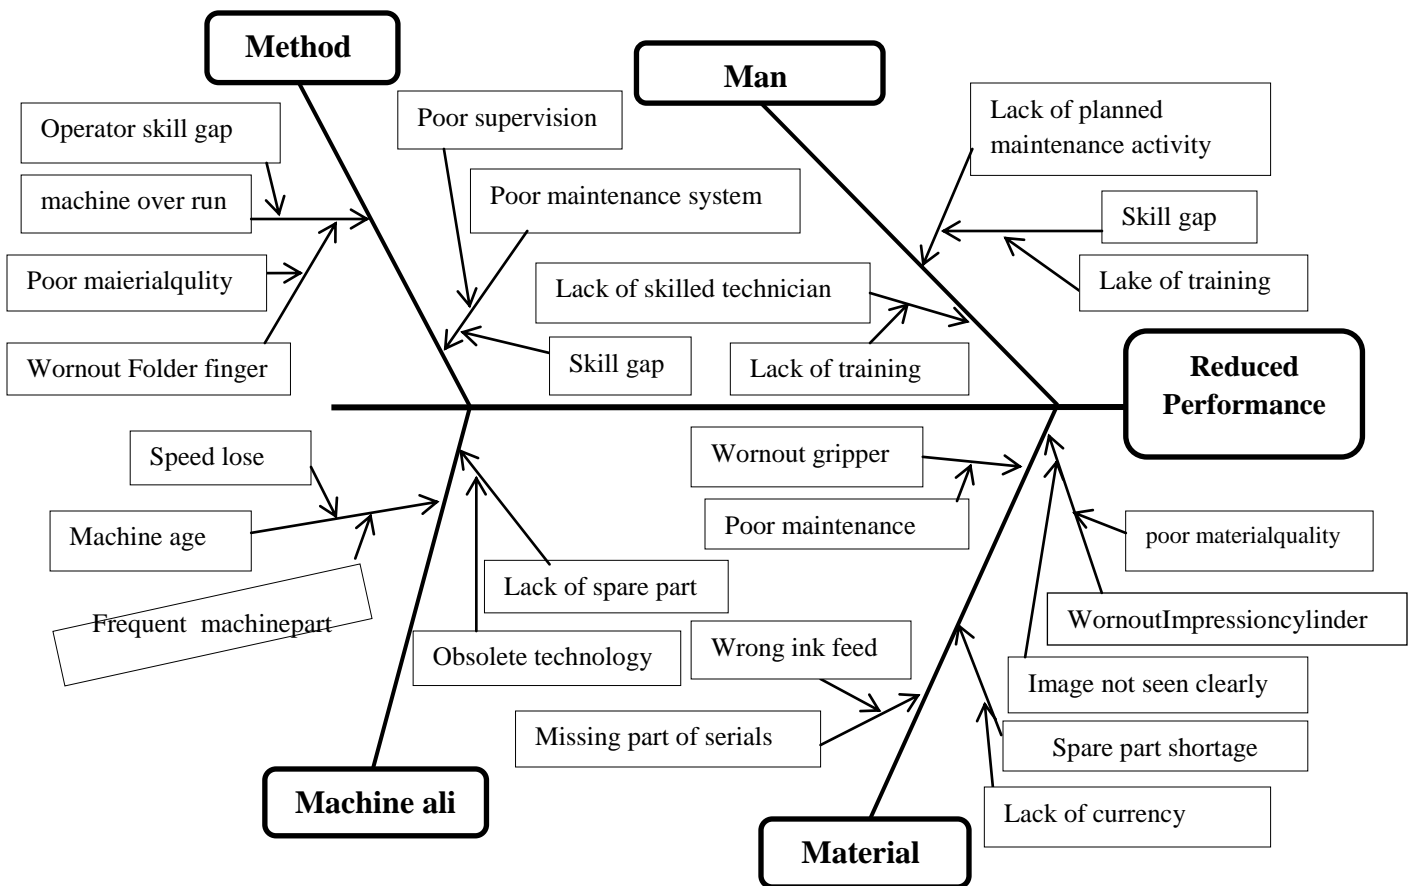 Method
Man
Operator skill gap
Poor supervision
Lack of planned
maintenance activity
machine over run
Poor maintenance system
Skill gap
Poor maierialqulity
Lack of skilled technician
Lake of training
Wornout Folder finger
Skill gap
Lack of training
Reduced
Performance
Speed lose
Wornout gripper
Machine age
Poor maintenance
poor materialquality
Frequent machinepart
Lack of spare part
WornoutImpressioncylinder
Obsolete technology
Wrong ink feed
Image not seen clearly
Missing part of serials
Spare part shortage
Machine ali
Lack of currency
Material